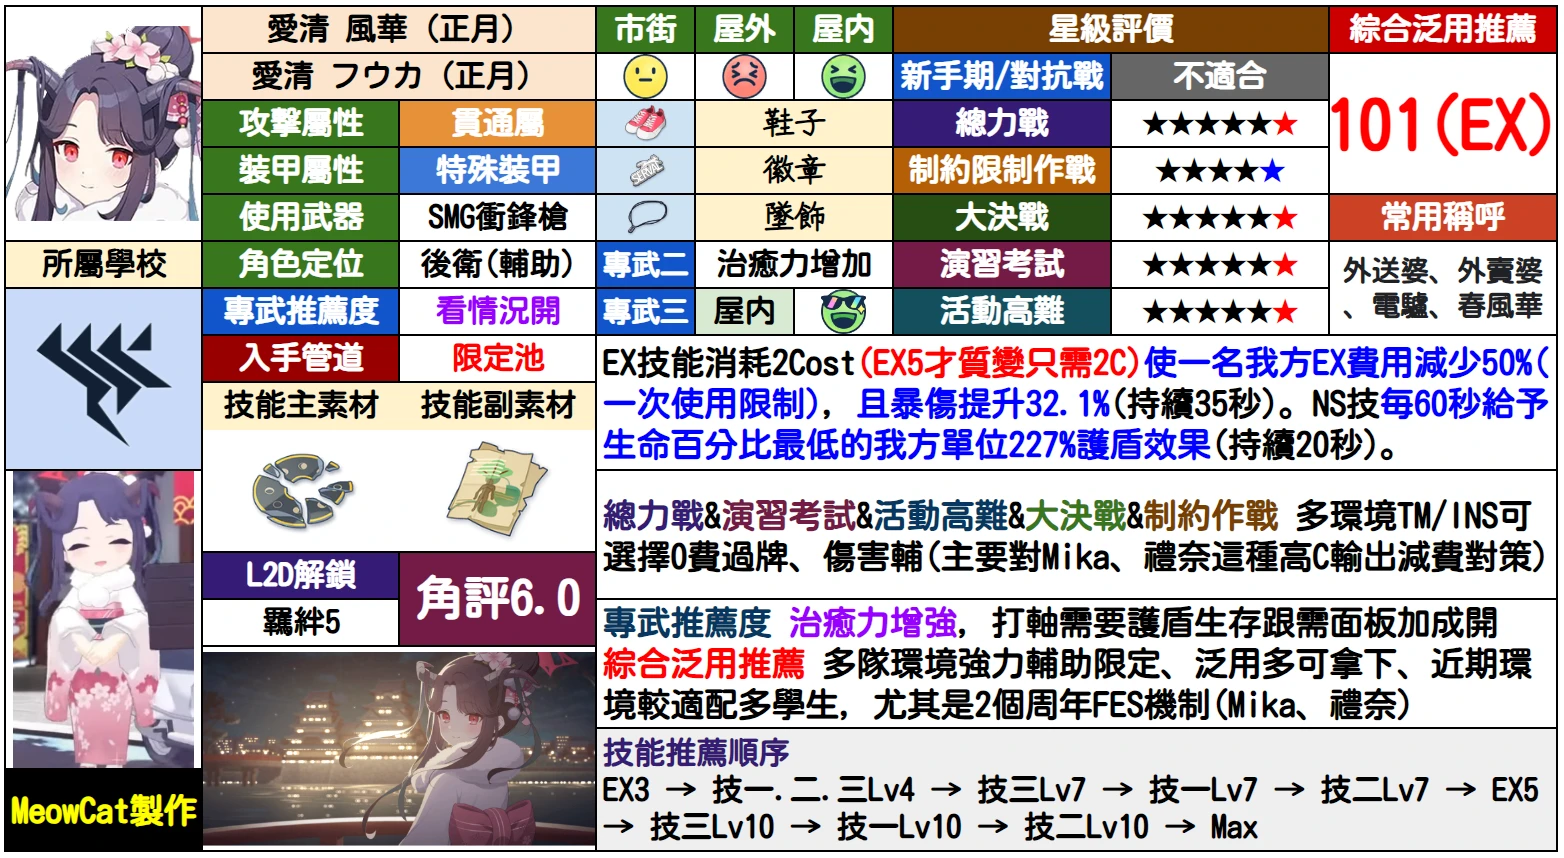 愛清 風華（正月）
愛清 フウカ（正月）
市街
屋外
屋内
星級評價
綜合泛用推薦
新手期/對抗戰
不適合
101(EX)
攻擊屬性
貫通屬
鞋子
總力戰
★★★★★★
裝甲屬性
特殊裝甲
SERVAL
徽章
制約限制作戰
★★★★★
使用武器
SMG衝鋒槍
墜飾
大決戰
★★★★★★
常用稱呼
所屬學校
角色定位
後衛(輔助)
專武二
治癒力增加
演習考試
★★★★★★
外送婆、外賣婆
、電驢、春風華
專武推薦度
看情況開
專武三
屋内
活動高難
★★★★★★
入手管道
限定池
EX技能消耗2Cost(EX5才質變只需2C)使一名我方EX費用減少50%(
一次使用限制)，且暴傷提升32.1%(持續35秒)。NS技每60秒給予
生命百分比最低的我方單位227%護盾效果(持續20秒)。
技能主素材
技能副素材
總力戰&演習考試&活動高難&大決戰&制約作戰 多環境TM/INS可
選擇0費過牌、傷害輔(主要對Mika、禮奈這種高C輸出減費對策)
L2D解鎖
羈絆5
角評6.0
專武推薦度 治癒力增強，打軸需要護盾生存跟需面板加成開
綜合泛用推薦 多隊環境強力輔助限定、泛用多可拿下、近期環
境較適配多學生，尤其是2個周年FES機制(Mika、禮奈)
技能推薦順序
EX3 → 技一.二.三Lv4 → 技三Lv7 → 技一Lv7 → 技二Lv7 → EX5
→ 技三Lv10 → 技一Lv10 → 技二Lv10 → Max
MeowCat製作